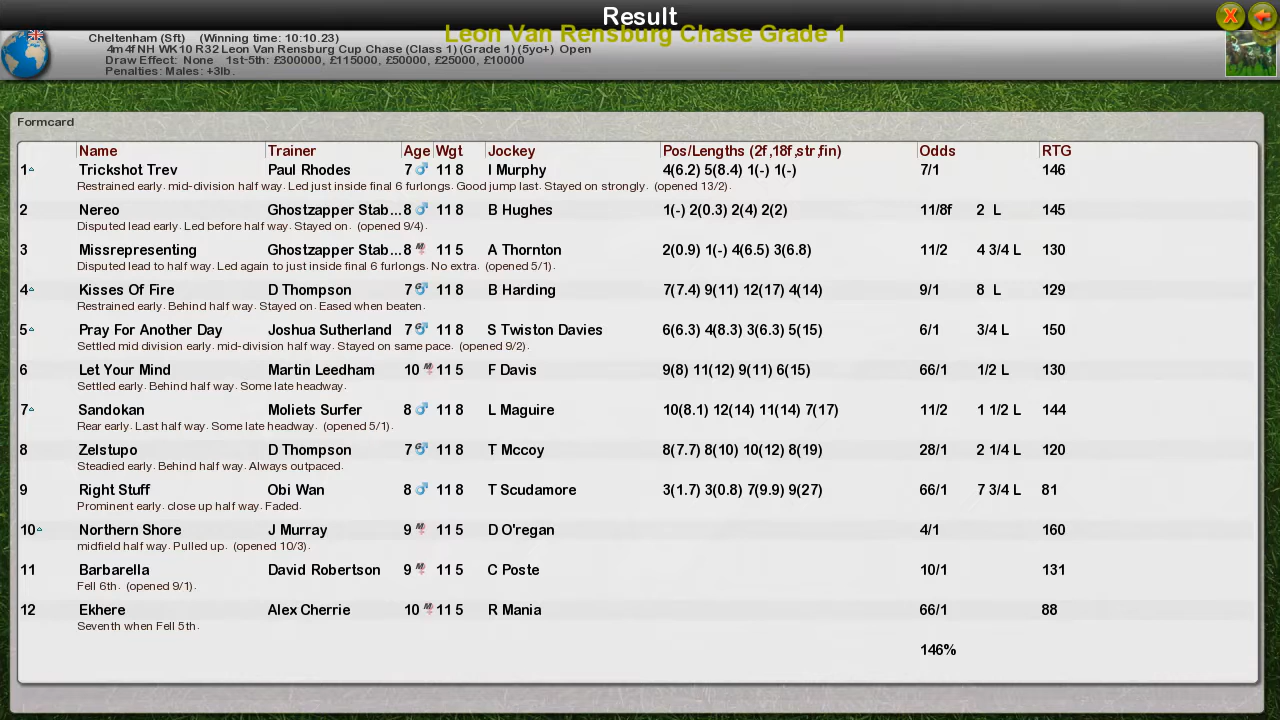 Result
Leon Van Rensburg Chase Grade 1
Cheltenham (Sft) (Winning time: 10:10.23)
4m4f NH WK10 R32 Leon Van Rensburg Cup Chase (Class 1) (Grade 1) (5yo+) Open
Draw Effect: None 1st-5th: £300000, £115000, £50000, £25000, £10000
Penalties: Males: +3lb.
Formcard
Name Trainer Age Wgt Jockey Pos/Lengths (2f,18f,str,fin) Odds RTG
1 Trickshot Trev Paul Rhodes 7 11 8 I Murphy 4(6.2) 5(8.4) 1(-) 1(-) 7/1 146
Restrained early. mid-division half way. Led just inside final 6 furlongs. Good jump last. Stayed on strongly. (opened 13/2).
2 Nereo Ghostzapper Stab... 8 11 8 B Hughes 1(-) 2(0.3) 2(4) 2(2) 11/8f 2 L 145
Disputed lead early. Led before half way. Stayed on. (opened 9/4).
3 Missrepresenting Ghostzapper Stab... 8 11 5 A Thornton 2(0.9) 1(-) 4(6.5) 3(6.8) 11/2 4 3/4 L 130
Disputed lead to half way. Led again to just inside final 6 furlongs. No extra. (opened 5/1).
4 Kisses Of Fire D Thompson 7 11 8 B Harding 7(7.4) 9(11) 12(17) 4(14) 9/1 8 L 129
Restrained early. Behind half way. Stayed on. Eased when beaten.
5 Pray For Another Day Joshua Sutherland 7 11 8 S Twiston Davies 6(6.3) 4(8.3) 3(6.3) 5(15) 6/1 3/4 L 150
Settled mid division early. mid-division half way. Stayed on same pace. (opened 9/2).
6 Let Your Mind Martin Leedham 10 11 5 F Davis 9(8) 11(12) 9(11) 6(15) 66/1 1/2 L 130
Settled early. Behind half way. Some late headway.
7 Sandokan Moliets Surfer 8 11 8 L Maguire 10(8.1) 12(14) 11(14) 7(17) 11/2 1 1/2 L 144
Rear early. Last half way. Some late headway. (opened 5/1).
8 Zelstupo D Thompson 7 11 8 T Mccoy 8(7.7) 8(10) 10(12) 8(19) 28/1 2 1/4 L 120
Steadied early. Behind half way. Always outpaced.
9 Right Stuff Obi Wan 8 11 8 T Scudamore 3(1.7) 3(0.8) 7(9.9) 9(27) 66/1 7 3/4 L 81
Prominent early. close up half way. Faded.
10 Northern Shore J Murray 9 11 5 D O'regan 4/1 160
midfield half way. Pulled up. (opened 10/3).
11 Barbarella David Robertson 9 11 5 C Poste 10/1 131
Fell 6th. (opened 9/1).
12 Ekhere Alex Cherrie 10 11 5 R Mania 66/1 88
Seventh when Fell 5th.
146%